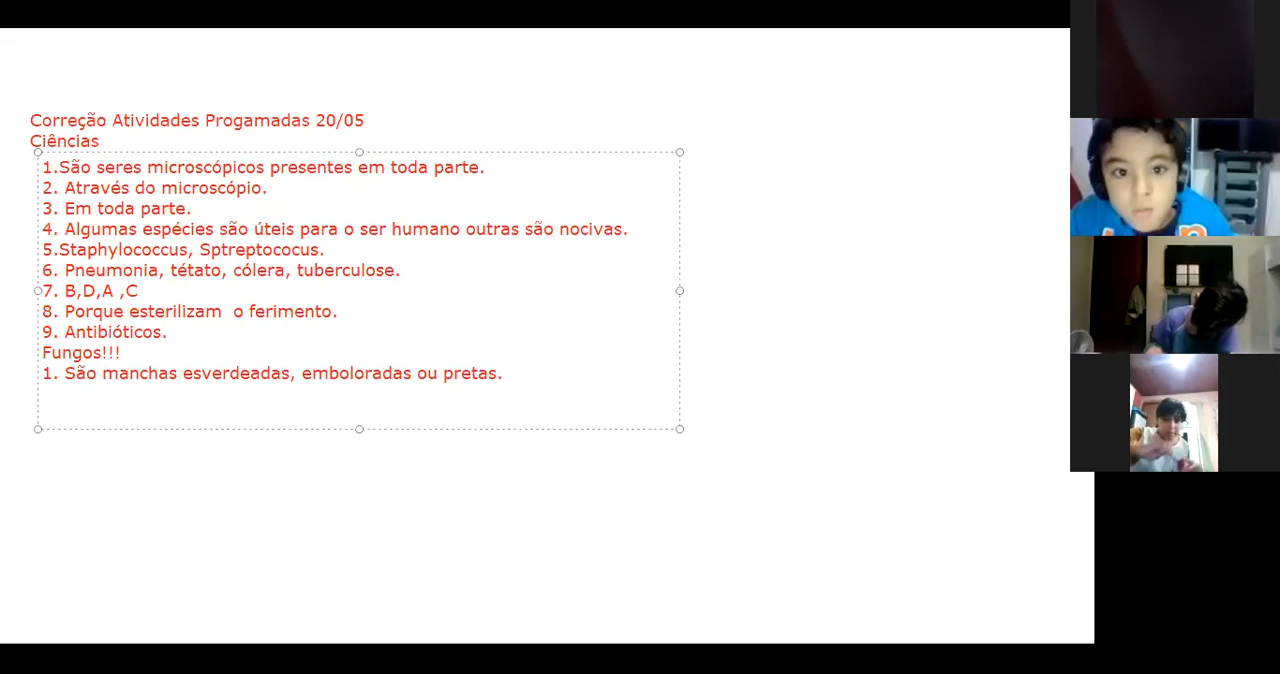 Correção Atividades Progamadas 20/05
Ciências
1.São seres microscópicos presentes em toda parte.
2. Através do microscópio.
3. Em toda parte.
4. Algumas espécies são úteis para o ser humano outras são nocivas.
5.Staphylococcus, Sptreptococus.
6. Pneumonia, tétato, cólera, tuberculose.
7. B,D,A ,C
8. Porque esterilizam  o ferimento.
9. Antibióticos.
Fungos!!!
1. São manchas esverdeadas, emboloradas ou pretas.